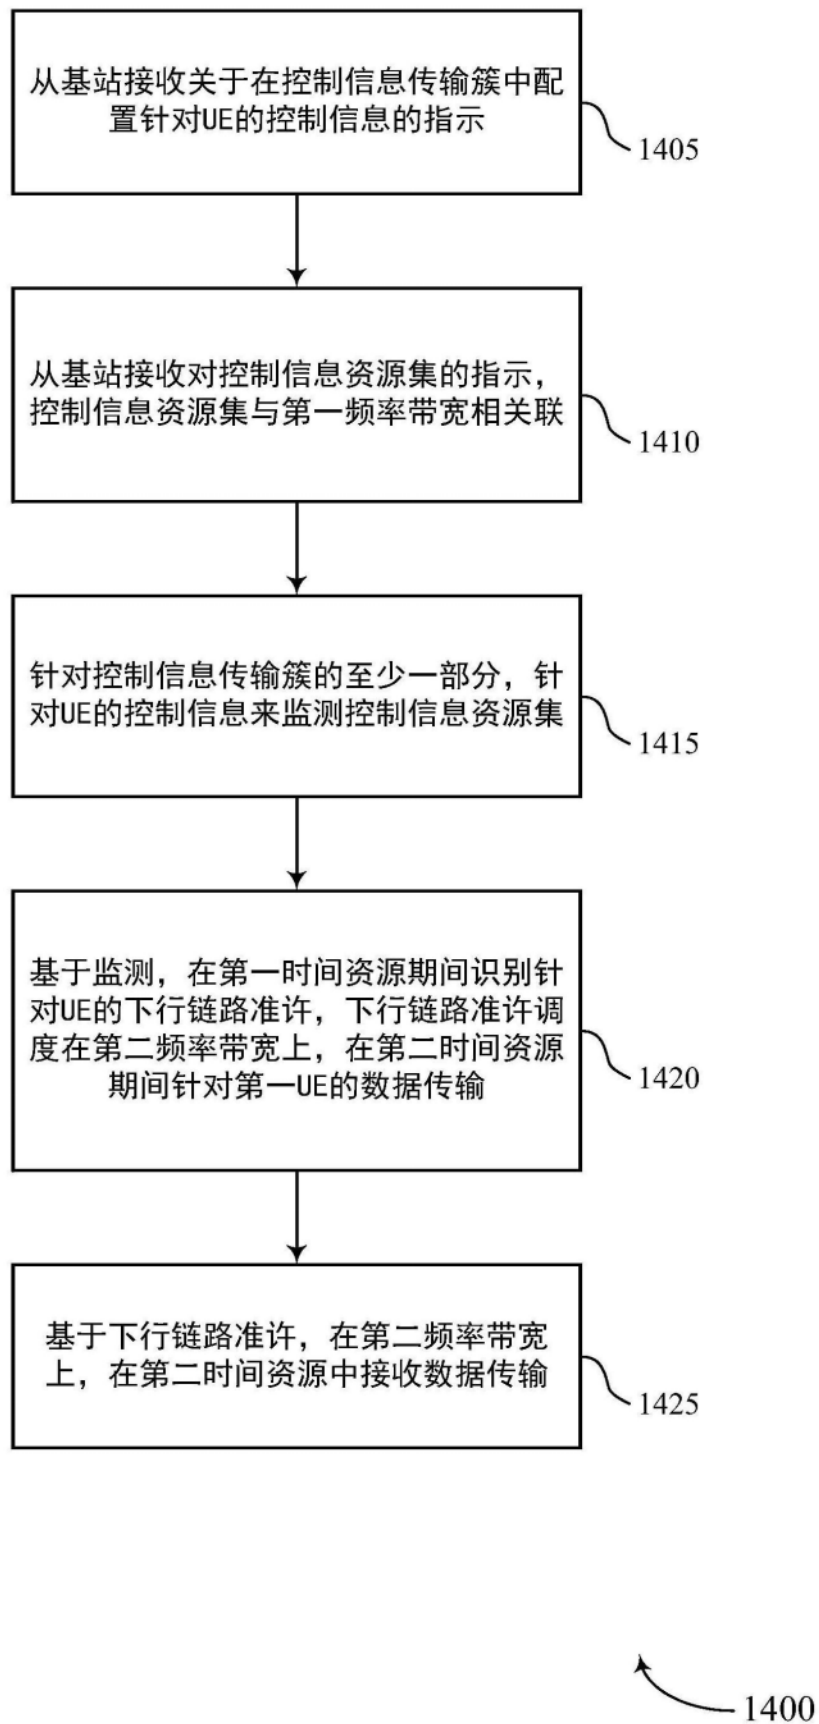 从基站接收关于在控制信息传输簇中配
置针对UE的控制信息的指示
1405
从基站接收对控制信息资源集的指示，
控制信息资源集与第一频率带宽相关联
1410
针对控制信息传输簇的至少一部分，针
对UE的控制信息来监测控制信息资源集
1415
基于监测，在第一时间资源期间识别针
对UE的下行链路准许，下行链路准许调
度在第二频率带宽上，在第二时间资源
期间针对第一UE的数据传输
1420
基于下行链路准许，在第二频率带宽
上，在第二时间资源中接收数据传输
1425
1400